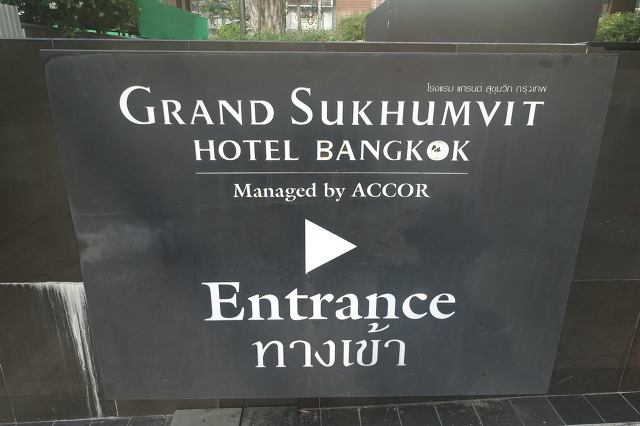 โรงแรม แกรนด์ สุขุมวิท กรุงเทพ
GRAND SUKHUMVIT
HOTEL BANGKOK
Managed by ACCOR
Entrance
ทางเข้า